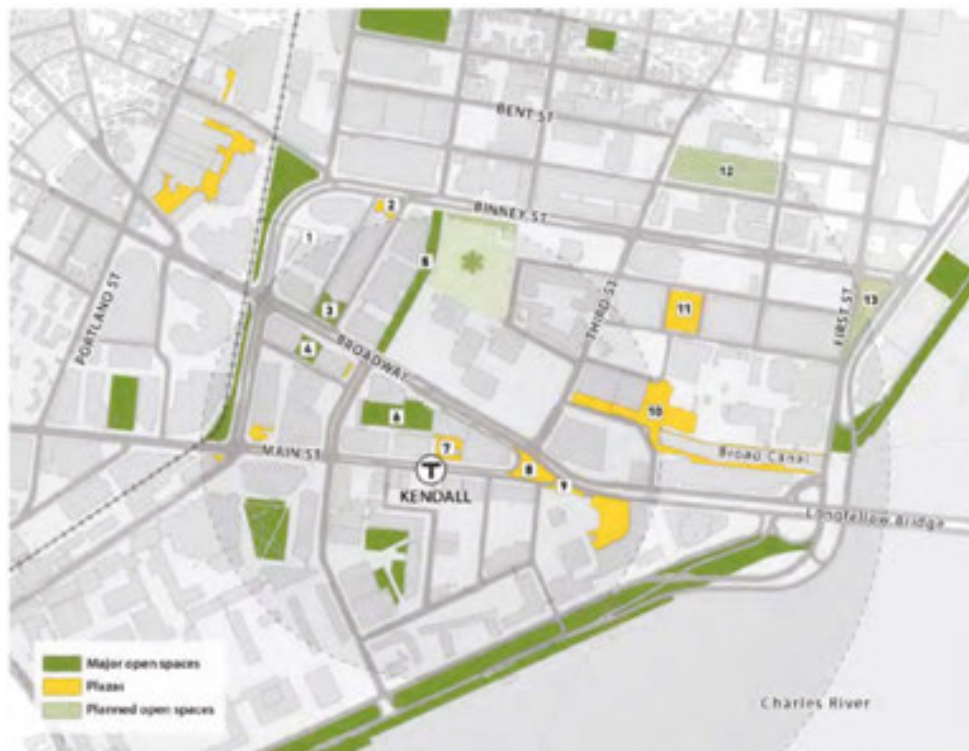 BENT ST
12
BINNEY ST
2
1
5
PORTLAND ST
3
THIRD ST
11
FIRST ST
13
4
BROADWAY
6
10
7
MAIN ST
Broad Canal
T
8
9
KENDALL
Longfellow Bridge
Major open spaces
Plazas
Planned open spaces
Charles River